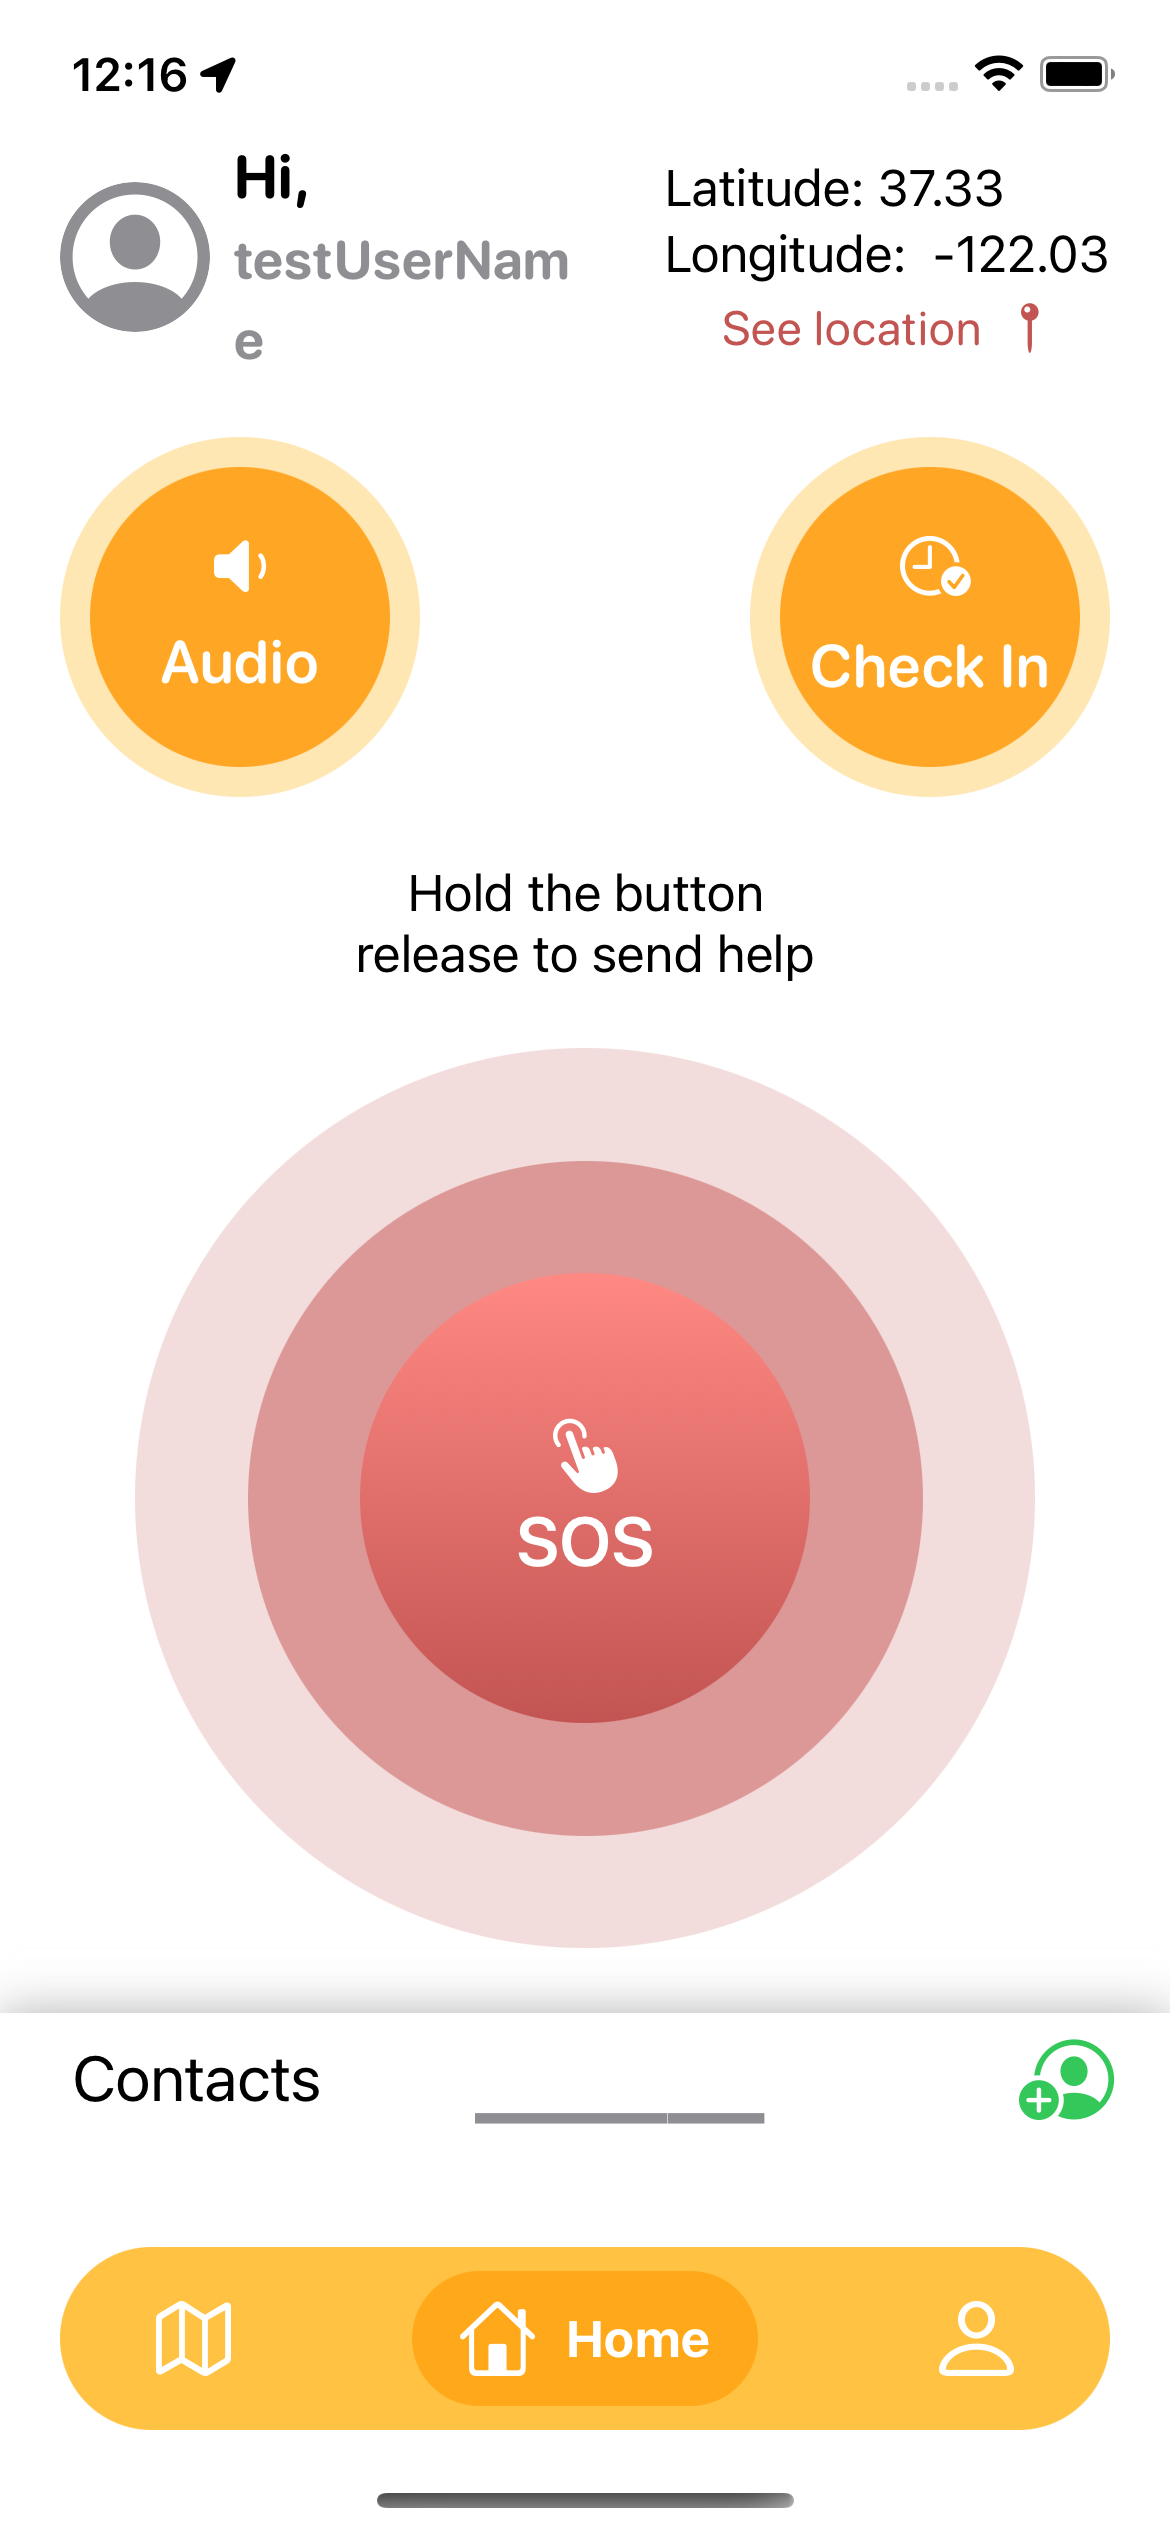 12:16
Hi,
testUserNam
e
Latitude: 37.33
Longitude: -122.03
See location
Audio
Check In
Hold the button
release to send help
SOS
Contacts
Home